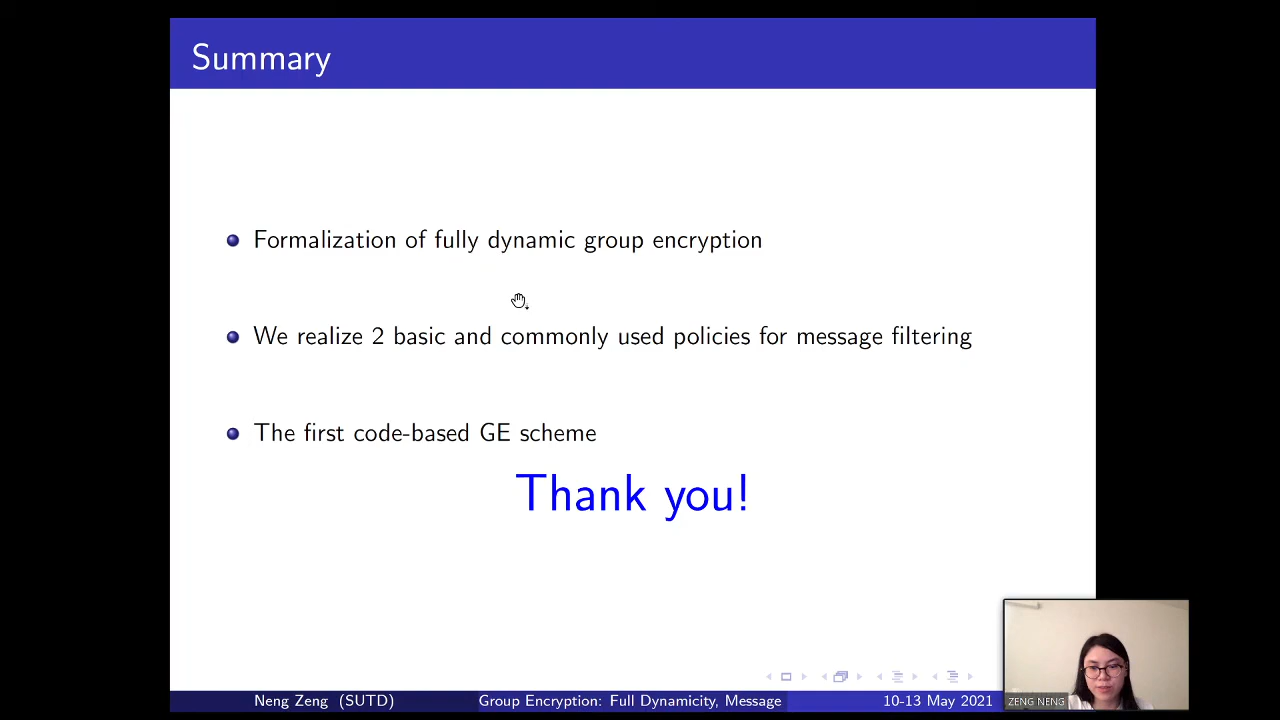 Summary
Formalization of fully dynamic group encryption
We realize 2 basic and commonly used policies for message filtering
The first code-based GE scheme
Thank you!
Neng Zeng (SUTD)
Group Encryption: Full Dynamicity, Message
10-13 May 2021
ZENG NENG